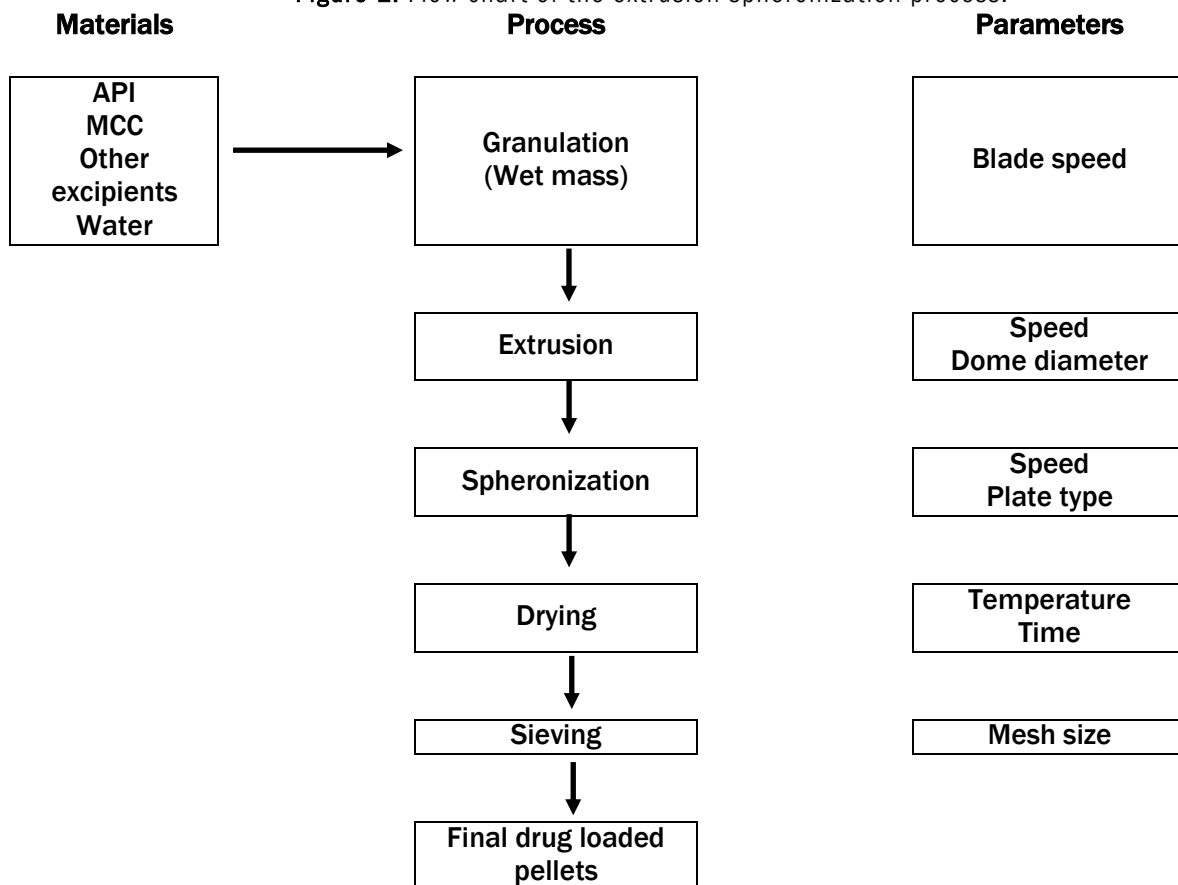 Figure 2. Flow chart of the extrusion spheronization process.
Materials Process Parameters
API
MCC
Other
excipients
Water
Granulation
(Wet mass)
Blade speed
Extrusion
Speed
Dome diameter
Spheronization
Speed
Plate type
Drying
Temperature
Time
Sieving
Mesh size
Final drug loaded
pellets